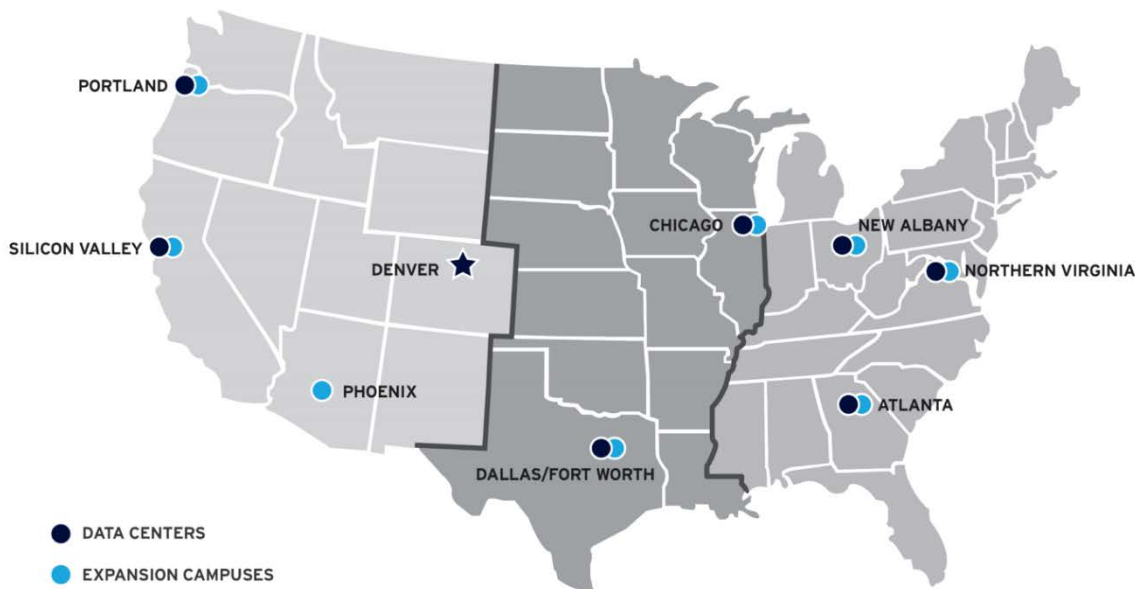 PORTLAND
SILICON VALLEY
DENVER
PHOENIX
CHICAGO
DALLAS/FORT WORTH
NEW ALBANY
NORTHERN VIRGINIA
ATLANTA
DATA CENTERS
EXPANSION CAMPUSES